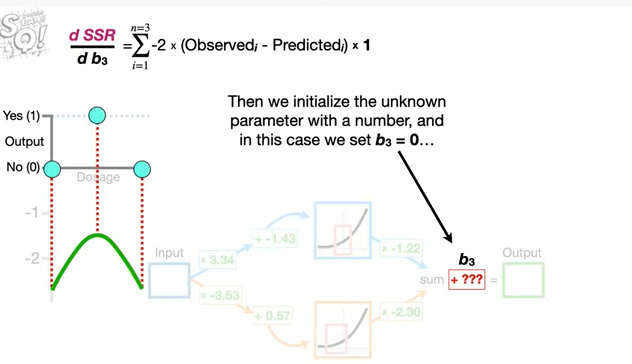 SQ!
d SSR
d b₃
n=3
= ∑ -2 × (Observedᵢ - Predictedᵢ) × 1
i=1
Then we initialize the unknown
parameter with a number, and
in this case we set b₃ = 0…
Yes (1)
Output
No (0)
Dosage
-1
-2
Input
× 3.34
+ -1.43
× -1.22
× -3.53
+ 0.57
× -2.30
b₃
sum + ??? =
Output